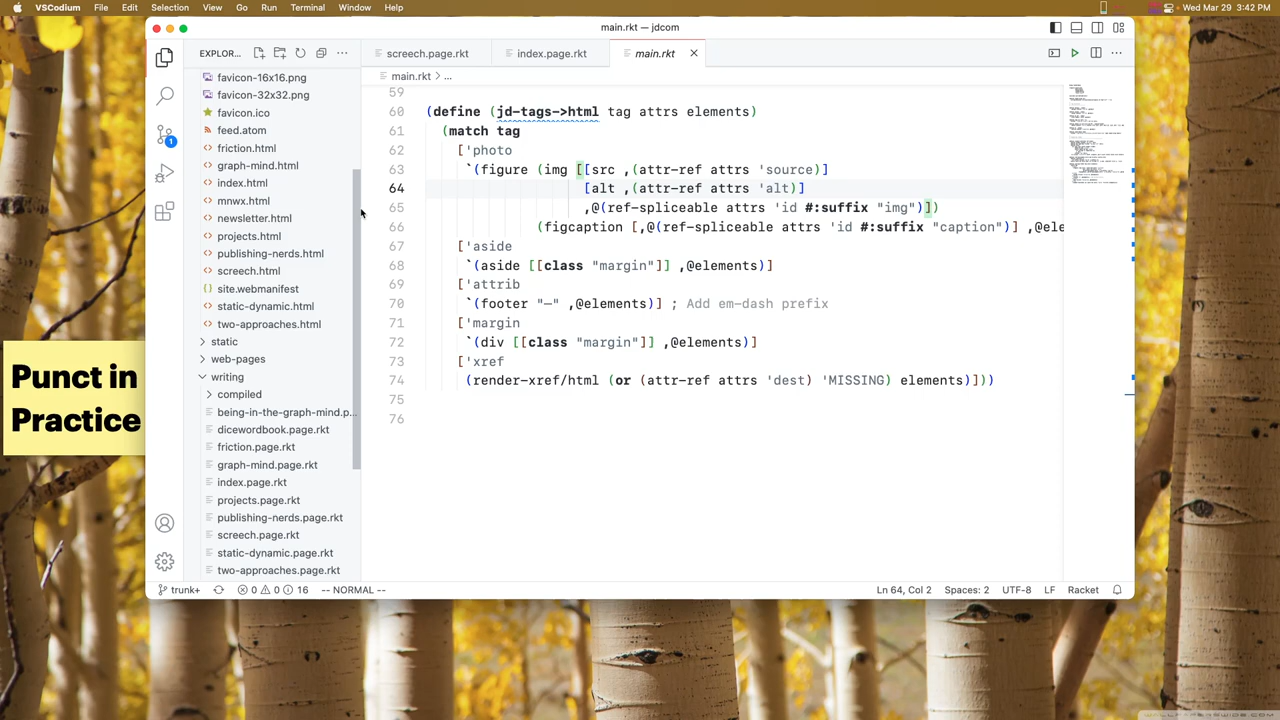 VSCodium File Edit Selection View Go Run Terminal Window Help
Wed Mar 29 3:42 PM
main.rkt — jdcom
EXPLOR... ...
screech.page.rkt
index.page.rkt
main.rkt
main.rkt > ...
favicon-16x16.png
favicon-32x32.png
favicon.ico
feed.atom
friction.html
graph-mind.html
index.html
newx.html
newsletter.html
projects.html
publishing-nerds.html
screech.html
site.webmanifest
static-dynamic.html
two-approaches.html
static
web-pages
writing
compiled
being-in-the-graph-mind.p...
dicewordbook.page.rkt
friction.page.rkt
graph-mind.page.rkt
index.page.rkt
projects.page.rkt
publishing-nerds.page.rkt
screech.page.rkt
static-dynamic.page.rkt
two-approaches.page.rkt
59
60 (define (jd-tags->html tag attrs elements)
tag
photo
[src , (attr-ref attrs 'source)
[alt , (attr-ref attrs 'alt)]
65 ,@(ref-spliceable attrs 'id #:suffix "img")])
(figcaption [,@(ref-spliceable attrs 'id #:suffix "caption")] ,@ele
67 ['aside
68 `(aside [[class "margin"]] ,@elements)]
69 ['attrib
70 `(footer "—" ,@elements)] ; Add em-dash prefix
71 ['margin
72 `(div [[class "margin"]] ,@elements)]
73 ['xref
74 (render-xref/html (or (attr-ref attrs 'dest) 'MISSING) elements)]))
75
76
Punct in
Practice
trunk+ 0 0 16 -- NORMAL -- Ln 64, Col 2 Spaces: 2 UTF-8 LF Racket